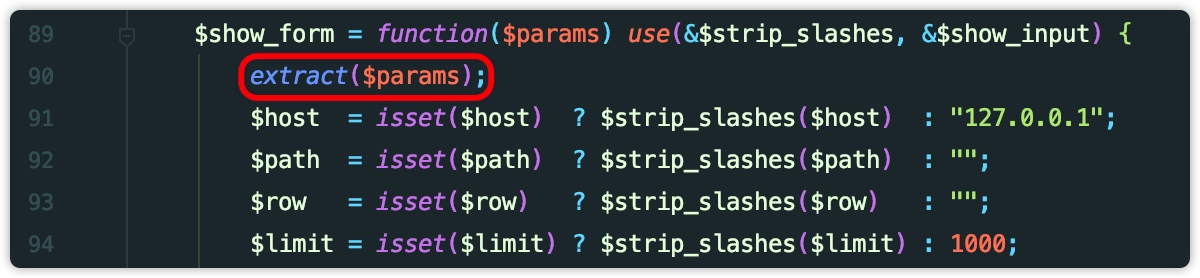 89 $show_form = function($params) use(&$strip_slashes, &$show_input) {
90 extract($params);
91 $host = isset($host) ? $strip_slashes($host) : "127.0.0.1";
92 $path = isset($path) ? $strip_slashes($path) : "";
93 $row = isset($row) ? $strip_slashes($row) : "";
94 $limit = isset($limit) ? $strip_slashes($limit) : 1000;